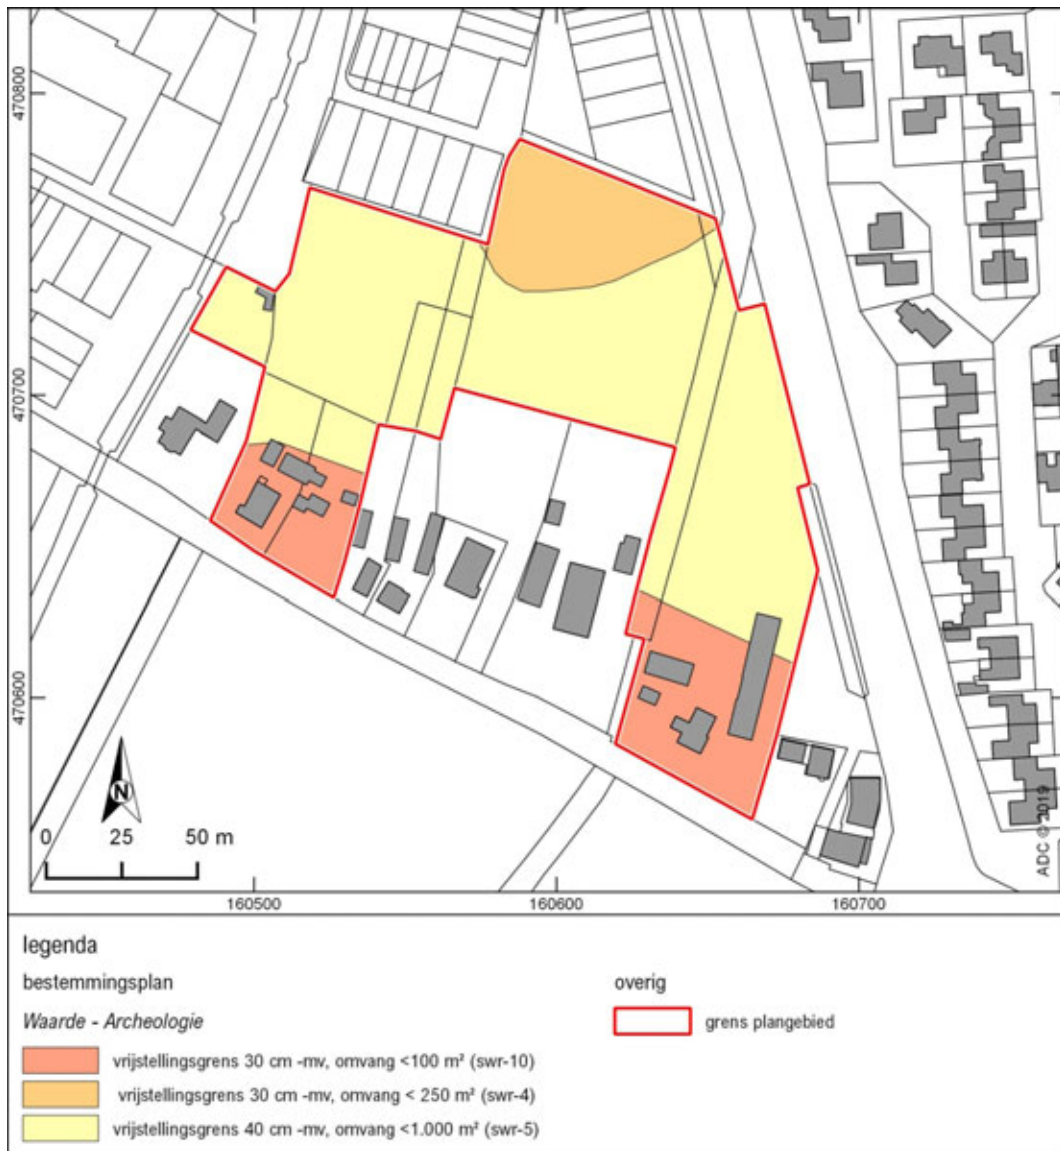 470800
470700
470600
N
0 25 50 m
160500 160600 160700
ADC © 2019
legenda
bestemmingsplan
Waarde - Archeologie
vrijstellingsgrens 30 cm -mv, omvang <100 m² (swr-10)
vrijstellingsgrens 30 cm -mv, omvang < 250 m² (swr-4)
vrijstellingsgrens 40 cm -mv, omvang <1.000 m² (swr-5)
overig
grens plangebied